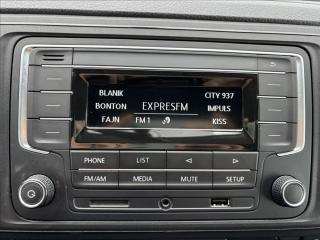 BLANIK CITY 937
BONTON EXPRESFM IMPULS
FAJN FM 1 KISS
PHONE LIST
FM/AM MEDIA MUTE SETUP